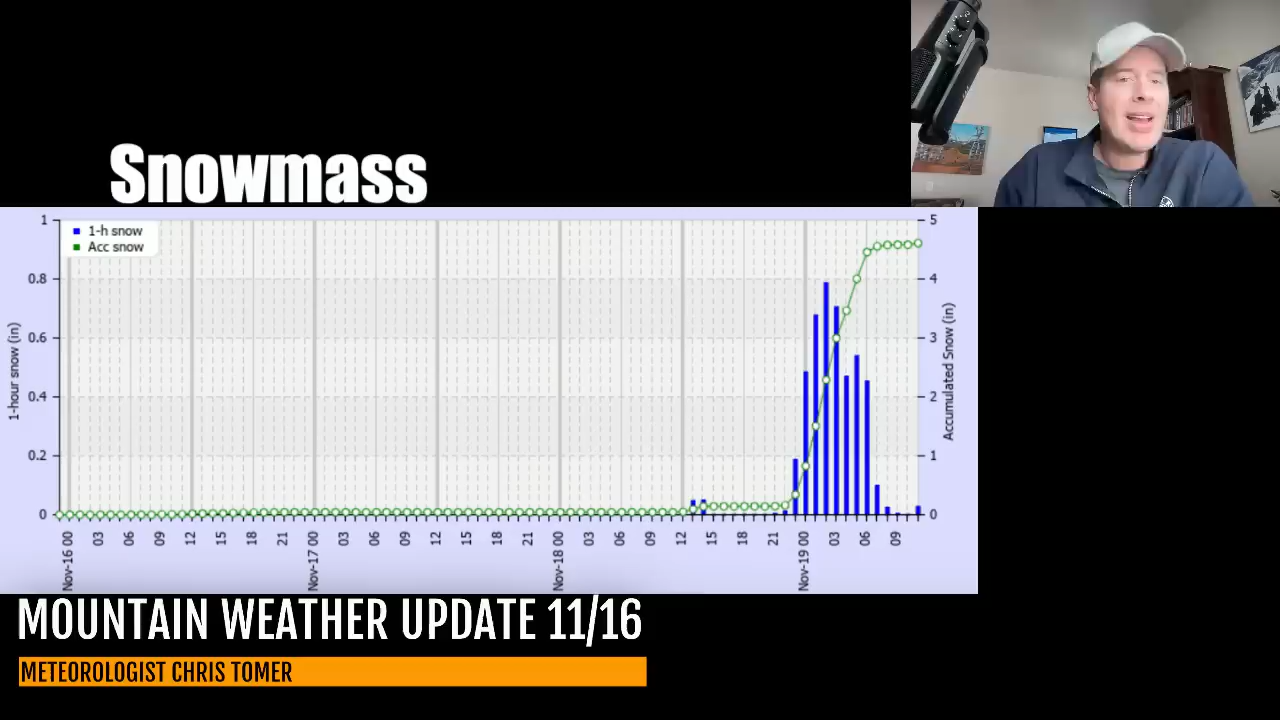 Snowmass
1-h snow
Acc snow
1
0.8
0.6
0.4
0.2
0
1-hour snow (in)
5
4
3
2
1
0
Accumulated Snow (in)
Nov-16 00 03 06 09 12 15 18 21 Nov-17 00 03 06 09 12 15 18 21 Nov-18 00 03 06 09 12 15 18 21 Nov-19 00 03 06 09
MOUNTAIN WEATHER UPDATE 11/16
METEOROLOGIST CHRIS TOMER